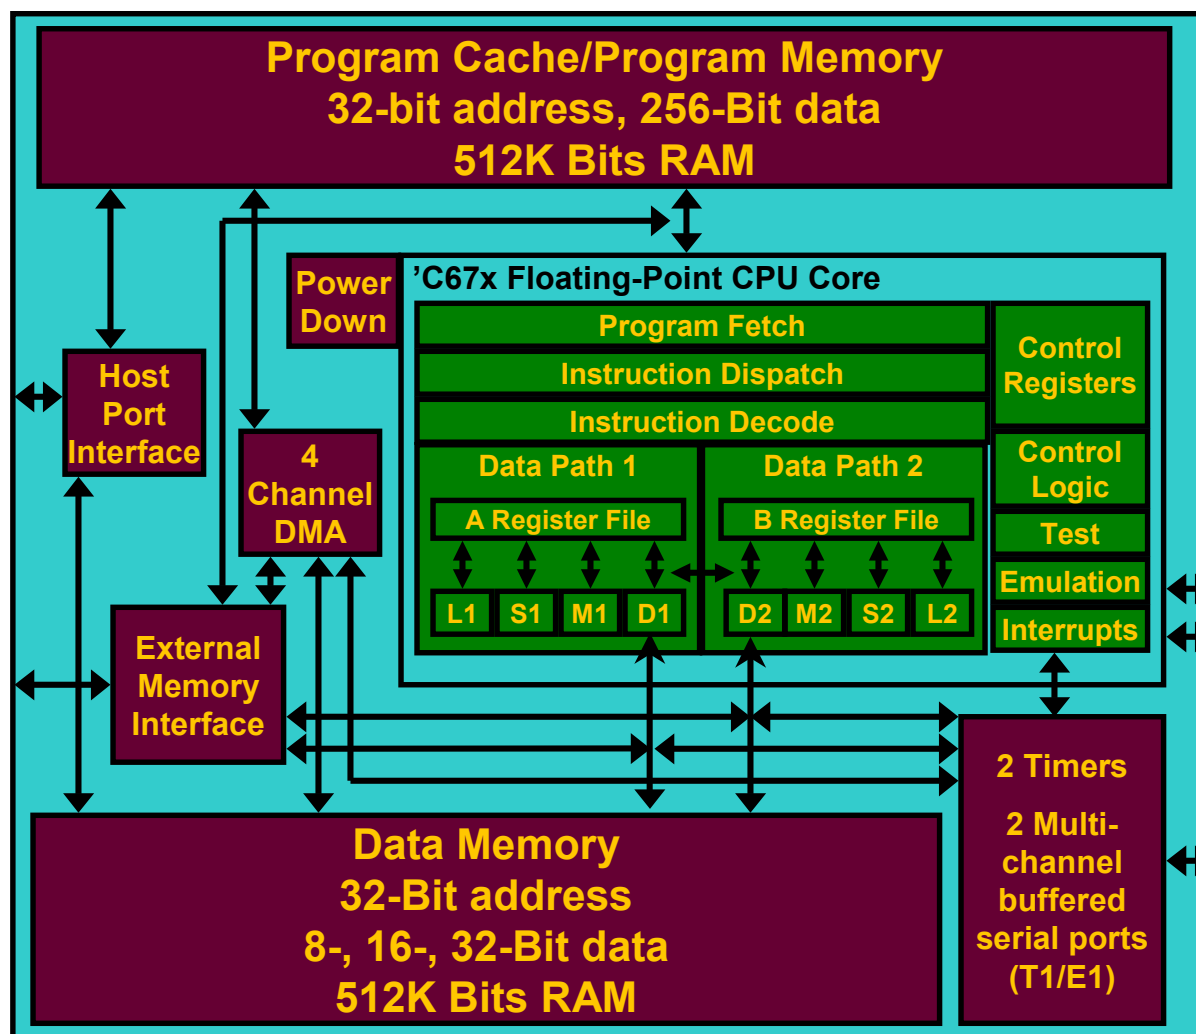 Program Cache/Program Memory
32-bit address, 256-Bit data
512K Bits RAM
Power
Down
’C67x Floating-Point CPU Core
Program Fetch
Instruction Dispatch
Instruction Decode
Control
Registers
Host
Port
Interface
4
Channel
DMA
Data Path 1
Data Path 2
Control
Logic
A Register File
B Register File
Test
Emulation
L1
S1
M1
D1
D2
M2
S2
L2
Interrupts
External
Memory
Interface
2 Timers
2 Multi-
channel
buffered
serial ports
(T1/E1)
Data Memory
32-Bit address
8-, 16-, 32-Bit data
512K Bits RAM